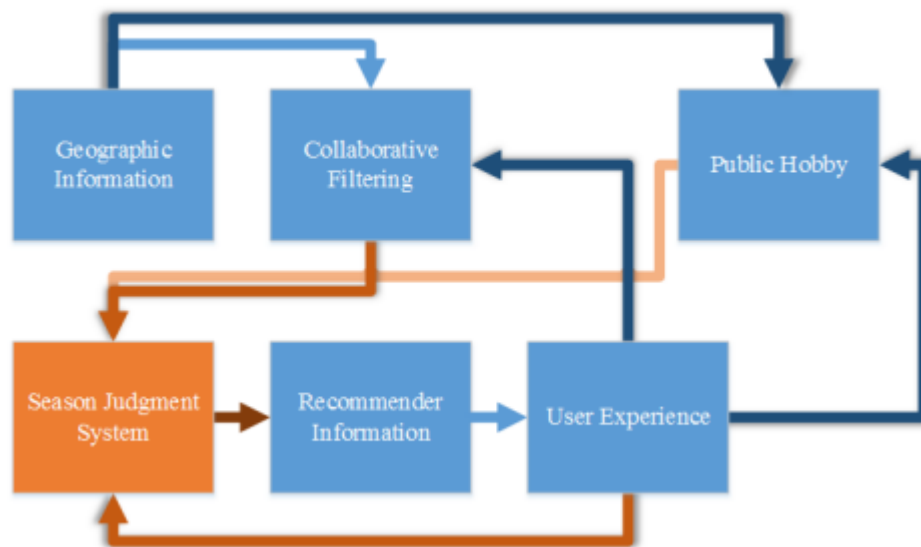 Geographic
Information
Collaborative
Filtering
Public Hobby
Season Judgment
System
Recommender
Information
User Experience